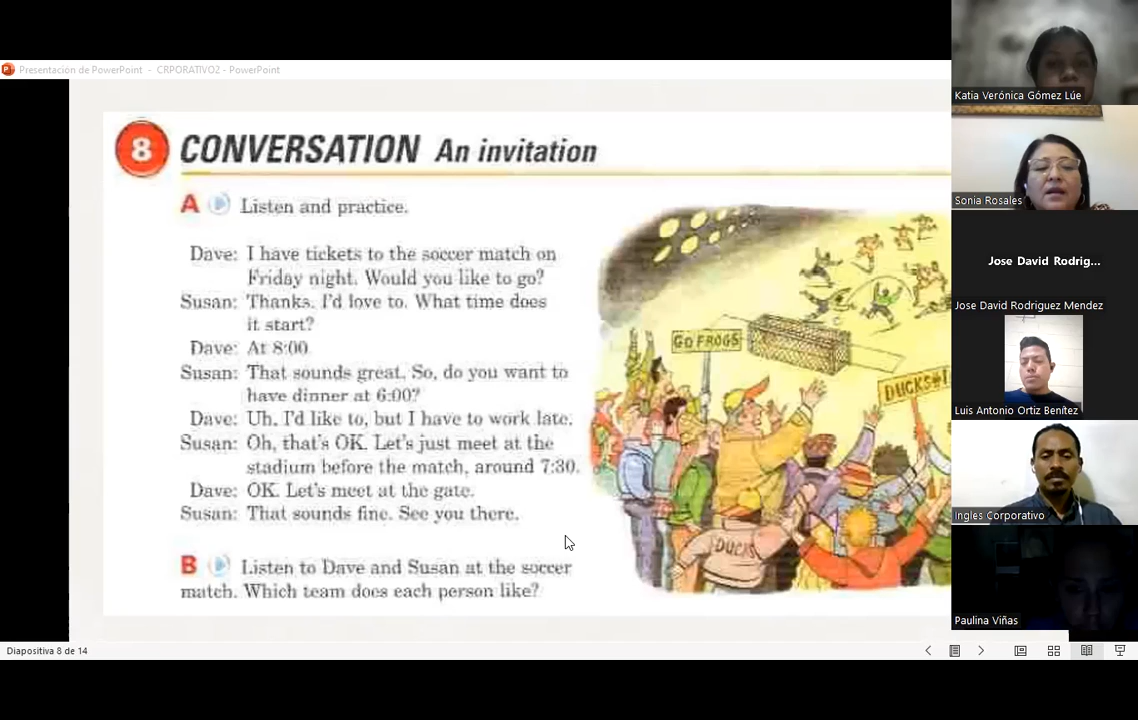 Presentación de PowerPoint - CRPORATIVO2 - PowerPoint
8 CONVERSATION An invitation
A Listen and practice.
Dave: I have tickets to the soccer match on
Friday night. Would you like to go?
Susan: Thanks. I'd love to. What time does
it start?
Dave: At 8:00
Susan: That sounds great. So, do you want to
have dinner at 6:00?
Dave: Uh, I'd like to, but I have to work late.
Susan: Oh, that's OK. Let's just meet at the
stadium before the match, around 7:30.
Dave: OK. Let's meet at the gate.
Susan: That sounds fine. See you there.
B Listen to Dave and Susan at the soccer
match. Which team does each person like?
GO FROGS
DUCKS
DUCKS
Diapositiva 8 de 14
Katia Verónica Gómez Lúe
Sonia Rosales
Jose David Rodrig...
Jose David Rodriguez Mendez
Luis Antonio Ortiz Benítez
Ingles Corporativo
Paulina Viñas